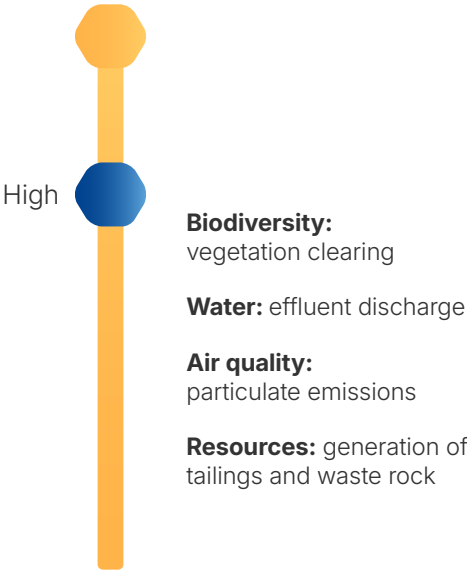 High
Biodiversity:
vegetation clearing
Water: effluent discharge
Air quality:
particulate emissions
Resources: generation of
tailings and waste rock